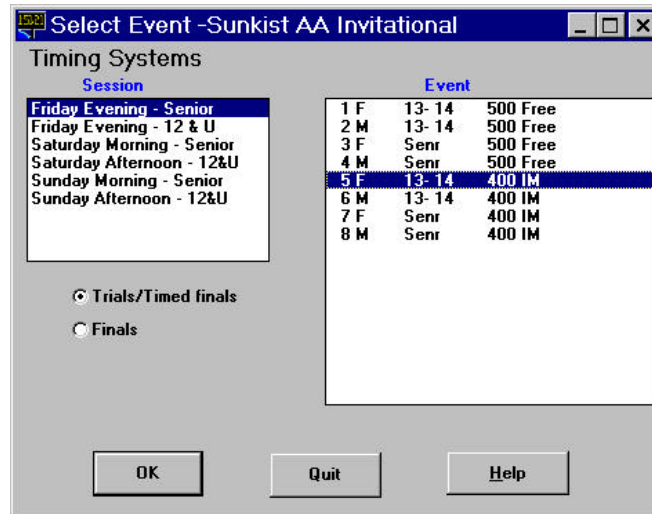 Select Event -Sunkist AA Invitational
Timing Systems
Session
Friday Evening - Senior
Friday Evening - 12 & U
Saturday Morning - Senior
Saturday Afternoon - 12&U
Sunday Morning - Senior
Sunday Afternoon - 12&U
Trials/Timed finals
Finals
Event
1 F 13- 14 500 Free
2 M 13- 14 500 Free
3 F Senr 500 Free
4 M Senr 500 Free
5 F 13- 14 400 IM
6 M 13- 14 400 IM
7 F Senr 400 IM
8 M Senr 400 IM
OK
Quit
Help